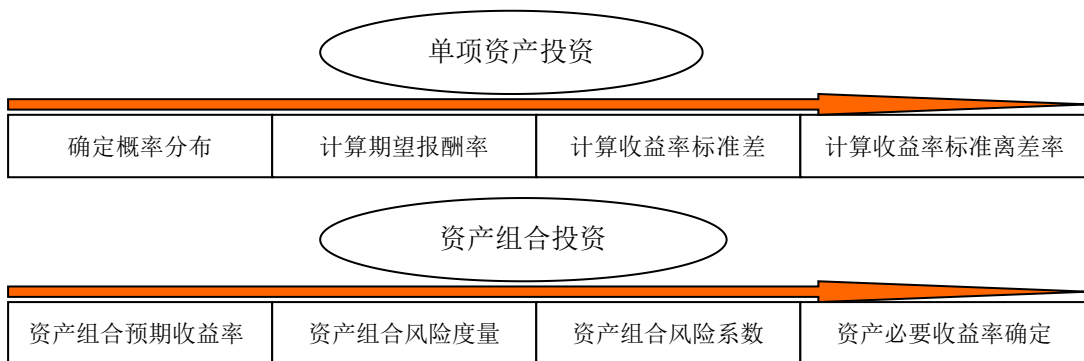 单项资产投资
确定概率分布 计算期望报酬率 计算收益率标准差 计算收益率标准离差率
资产组合投资
资产组合预期收益率 资产组合风险度量 资产组合风险系数 资产必要收益率确定